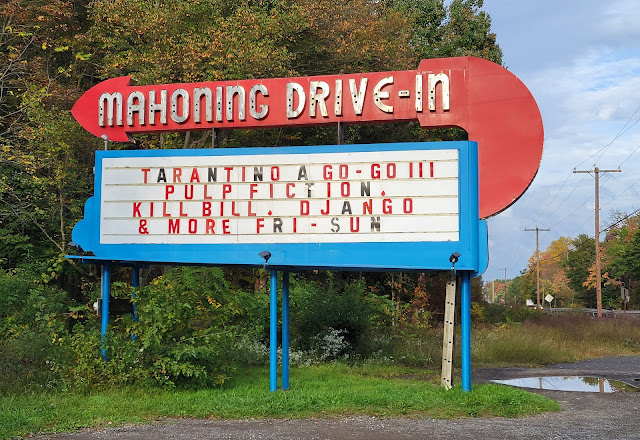 MAHONING DRIVE-IN
TARANTINO A GO-GO III
PULP FICTION,
KILL BILL, DJANGO
& MORE FRI-SUN